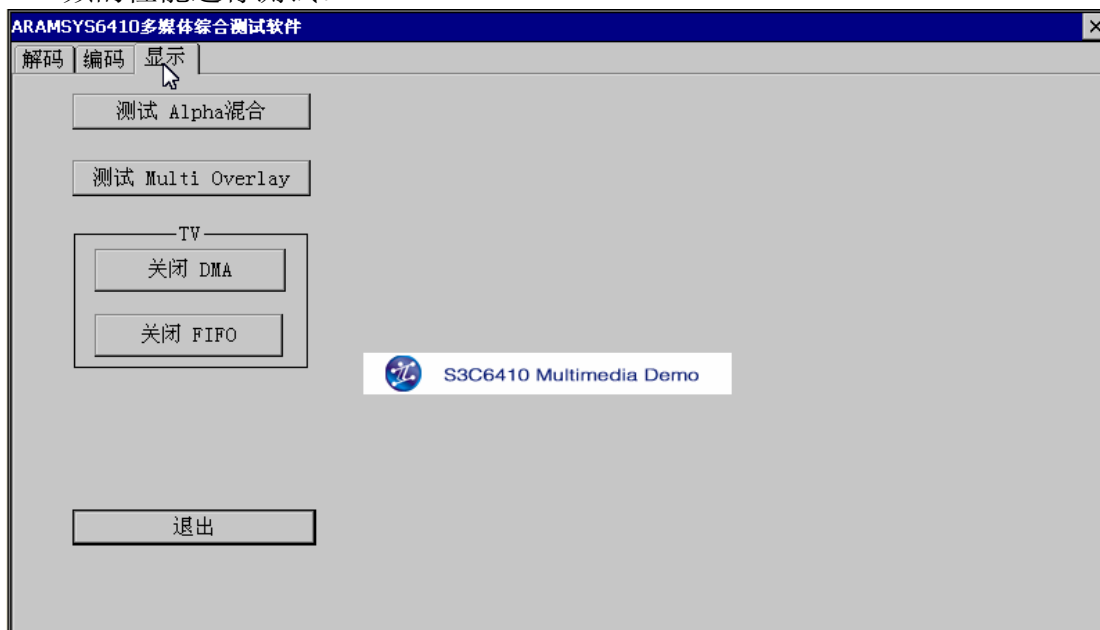 ARAMSYS6410多媒体综合测试软件
解码 编码 显示
测试 Alpha混合
测试 Multi Overlay
TV
关闭 DMA
关闭 FIFO
S3C6410 Multimedia Demo
退出